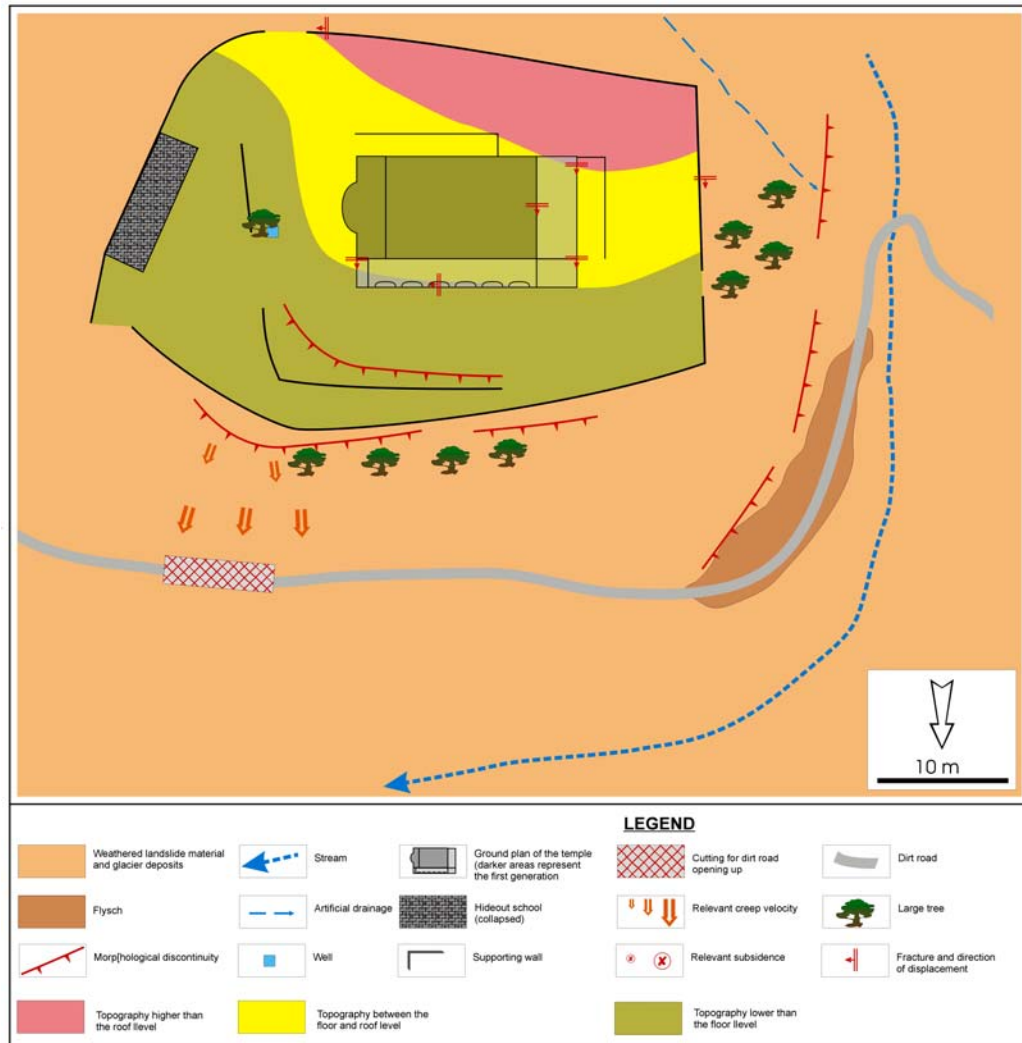 10 m
LEGEND
Weathered landslide material
and glacier deposits
Stream
Ground plan of the temple
(darker areas represent
the first generation
Cutting for dirt road
opening up
Dirt road
Flysch
Artificial drainage
Hideout school
(collapsed)
Relevant creep velocity
Large tree
Morp[hological discontinuity
Well
Supporting wall
Relevant subsidence
Fracture and direction
of displacement
Topography higher than
the roof llevel
Topography between the
floor and roof llevel
Topography lower than
the floor llevel